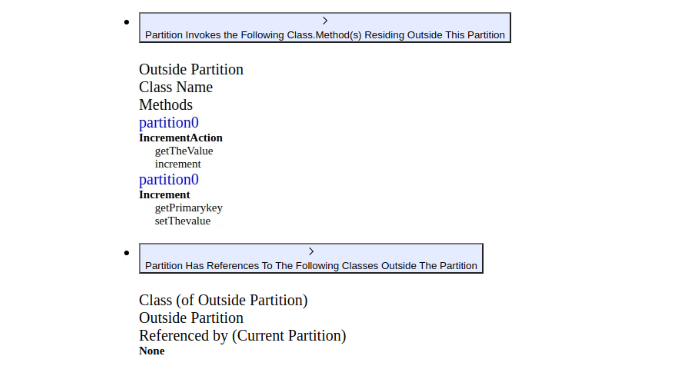 Partition Invokes the Following Class.Method(s) Residing Outside This Partition
Outside Partition
Class Name
Methods
partition0
IncrementAction
getTheValue
increment
partition0
Increment
getPrimarykey
setThevalue
Partition Has References To The Following Classes Outside The Partition
Class (of Outside Partition)
Outside Partition
Referenced by (Current Partition)
None